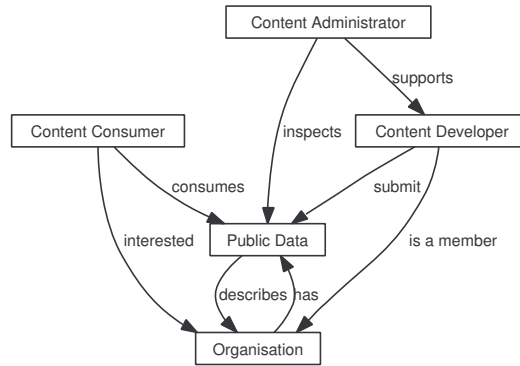 Content Administrator
supports
Content Consumer
inspects
Content Developer
consumes
submit
interested
Public Data
is a member
describes
has
Organisation